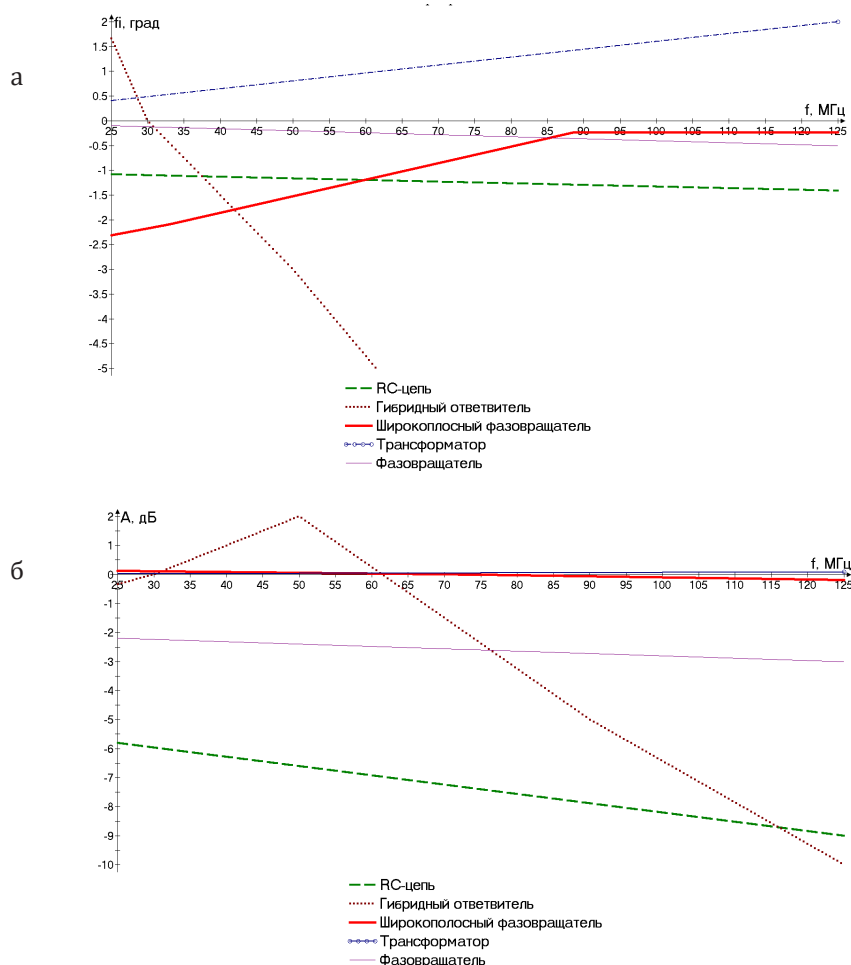 fi, град
2
1.5
1
0.5
0
f, МГц
25 30 35 40 45 50 55 60 65 70 75 80 85 90 95 100 105 110 115 120 125
-0.5
-1
-1.5
-2
-2.5
-3
-3.5
-4
-4.5
-5
а
RC-цепь
Гибридный ответвитель
Широкоплосный фазовращатель
Трансформатор
Фазовращатель
A, дБ
2
1
0
f, МГц
25 30 35 40 45 50 55 60 65 70 75 80 85 90 95 100 105 110 115 120 125
-1
-2
-3
-4
-5
-6
-7
-8
-9
-10
б
RC-цепь
Гибридный ответвитель
Широкополосный фазовращатель
Трансформатор
Фазовращатель